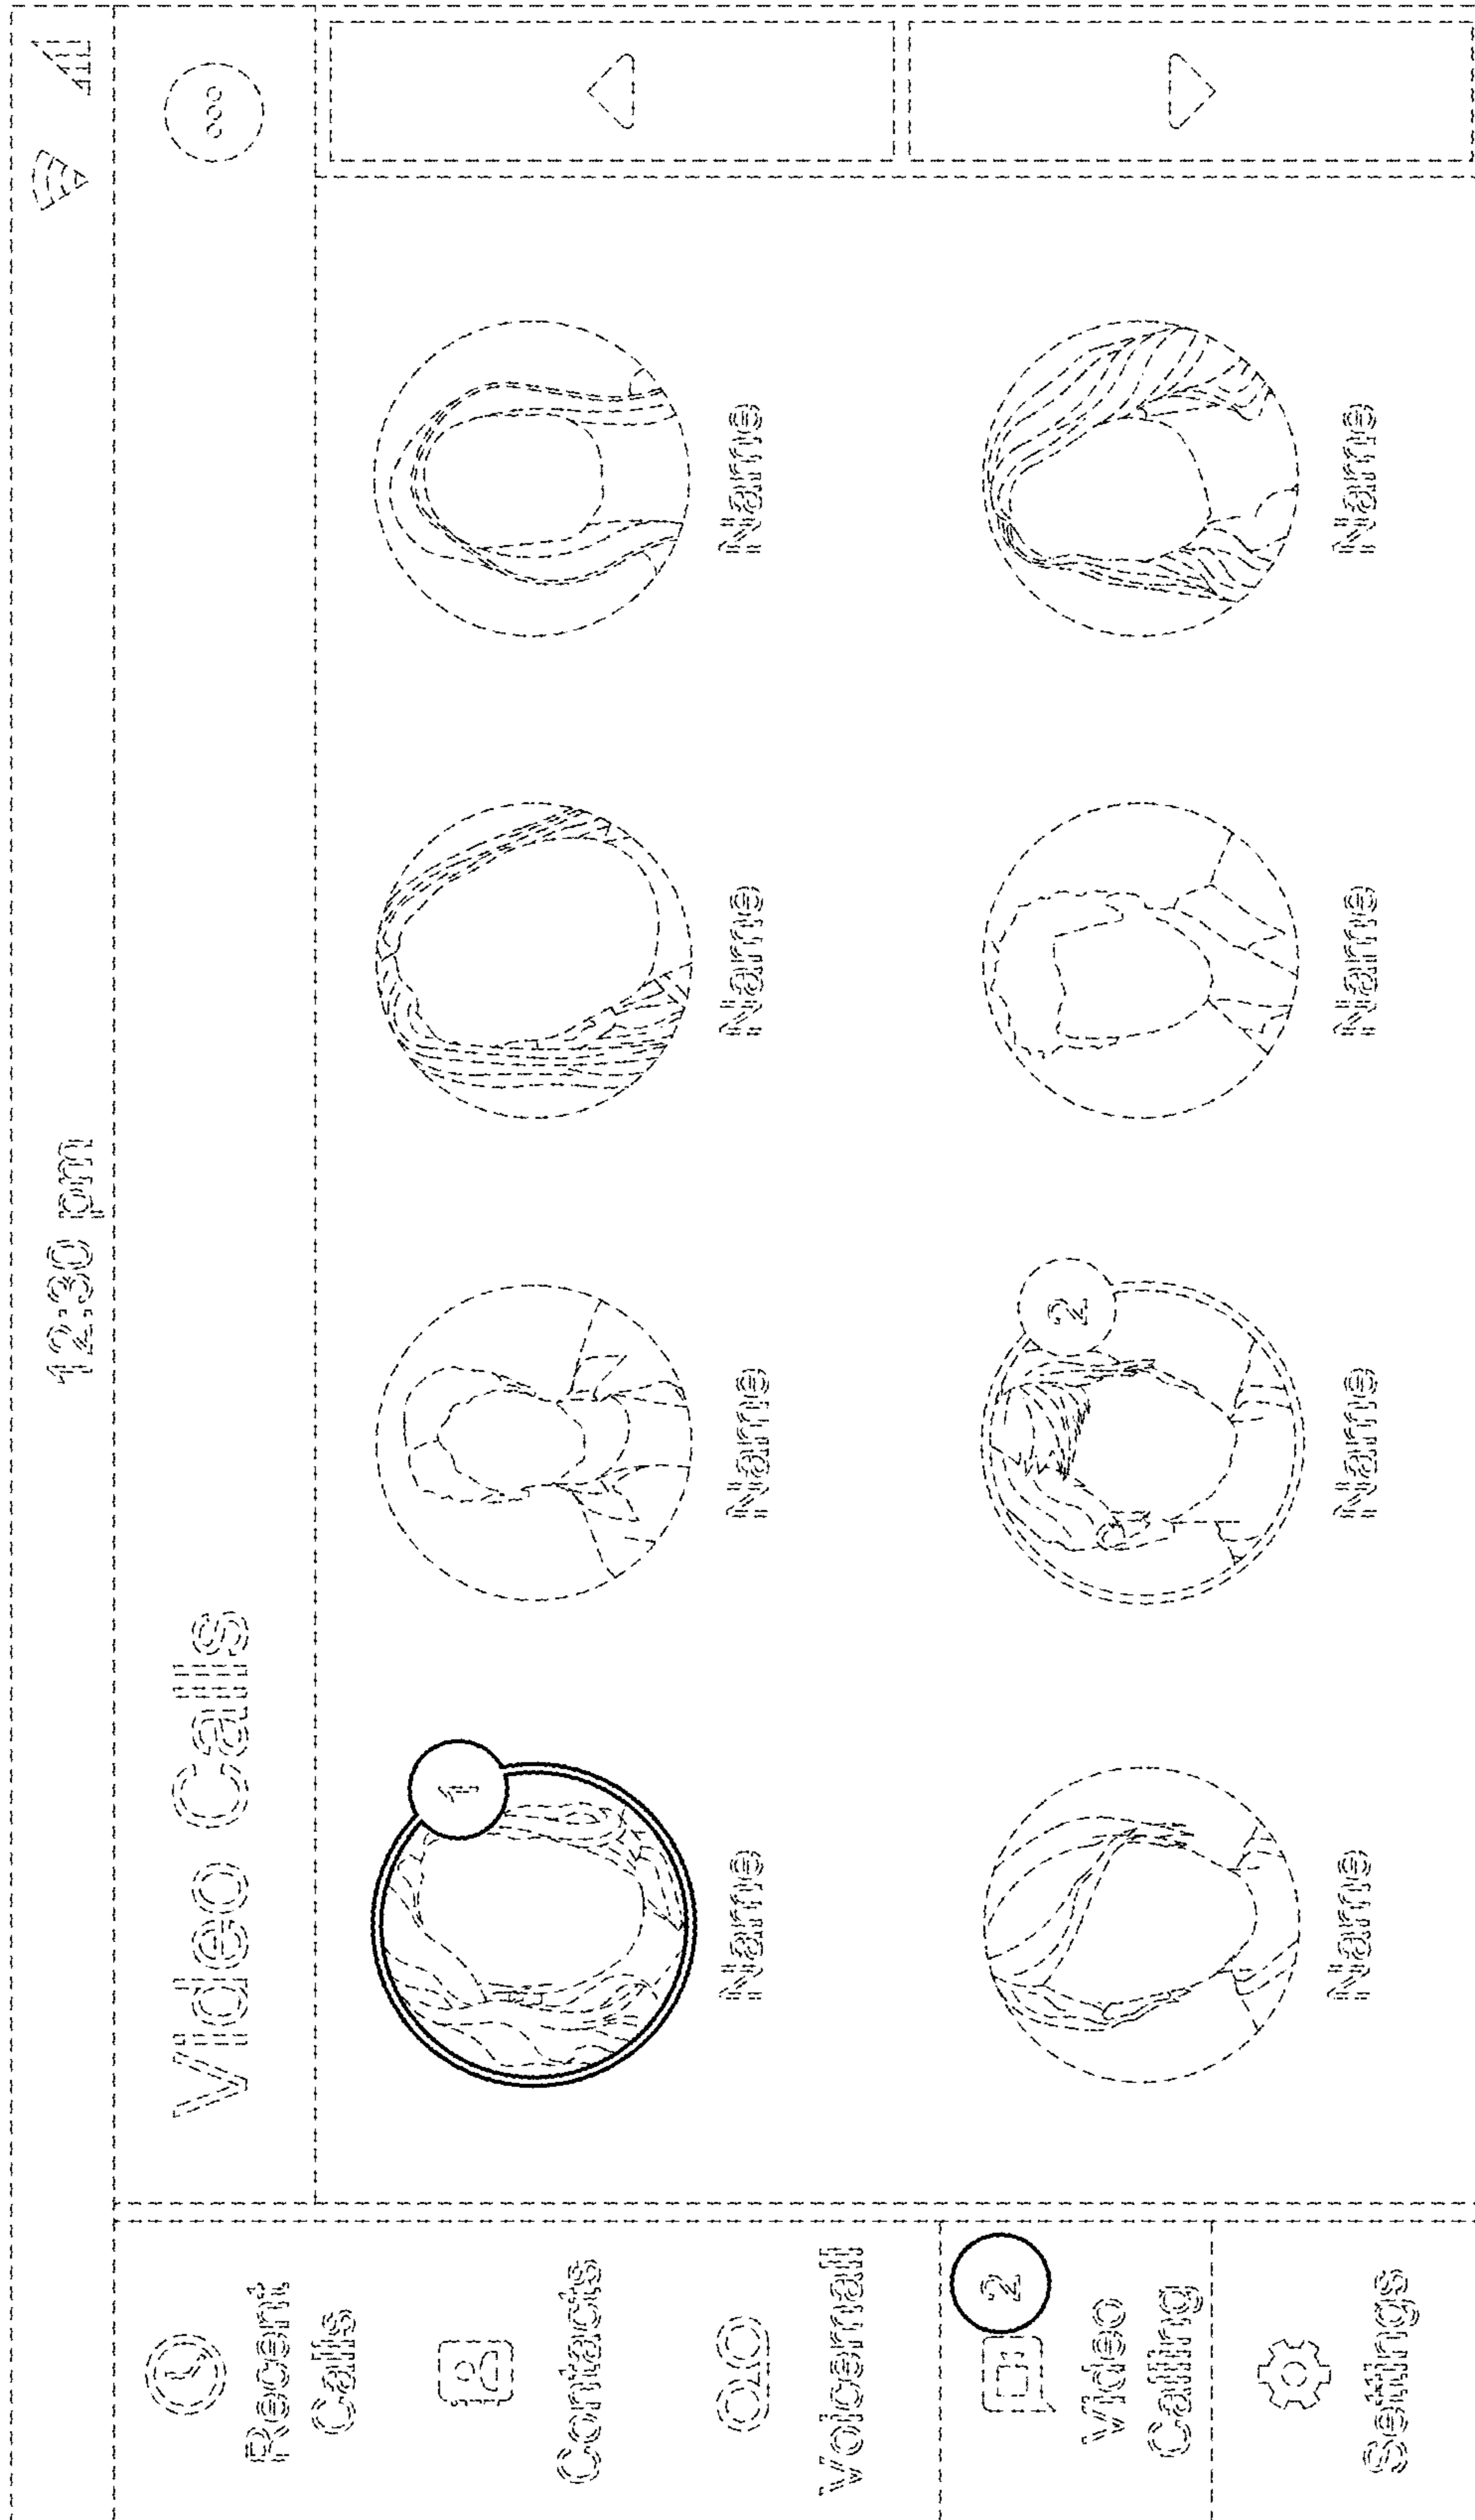 12:30 pm
Video Calls
Recent
Calls
Contacts
Voicemail
2
Video
Calling
Settings
1
Name
Name
Name
Name
Name
2
Name
Name
Name